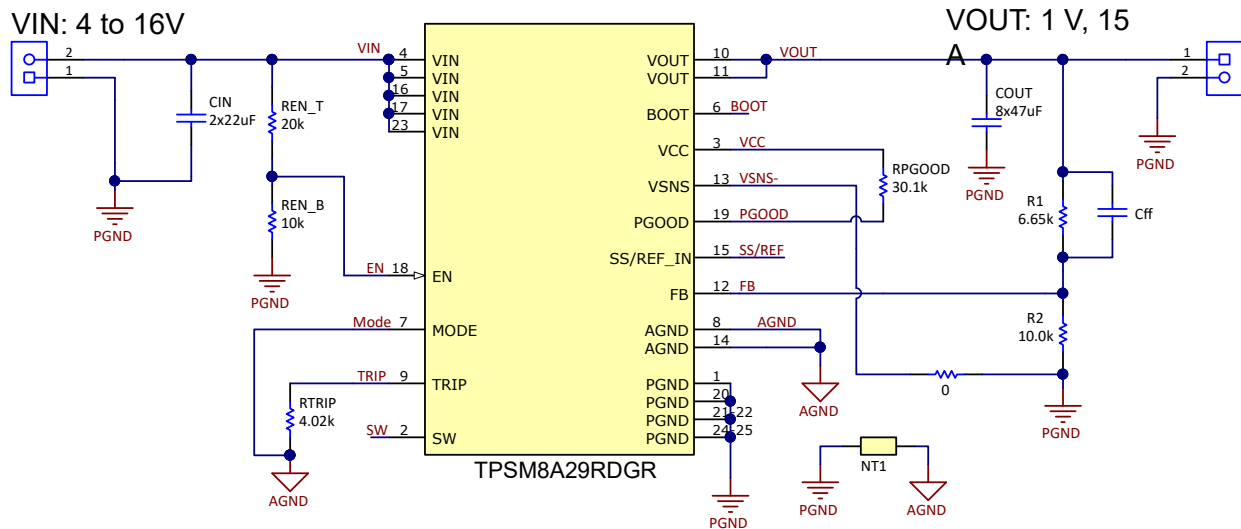 VIN: 4 to 16V
VOUT: 1 V, 15
A
2
1
CIN
2x22uF
PGND
REN_T
20k
REN_B
10k
PGND
VIN
4
VIN
5
VIN
16
VIN
17
VIN
23
VIN
EN
18
EN
Mode
7
MODE
TRIP
9
TRIP
RTRIP
4.02k
SW
2
SW
AGND
VOUT
10
VOUT
VOUT
11
BOOT
6
BOOT
VCC
3
VCC
VSNS
13
VSNS-
PGOOD
19
PGOOD
SS/REF_IN
15
SS/REF
FB
12
FB
AGND
8
AGND
AGND
14
PGND
1
PGND
20
PGND
21-22
PGND
24-25
TPSM8A29RDGR
RPGOOD
30.1k
COUT
8x47uF
PGND
1
2
PGND
R1
6.65k
Cff
R2
10.0k
0
PGND
AGND
PGND
NT1
PGND
AGND